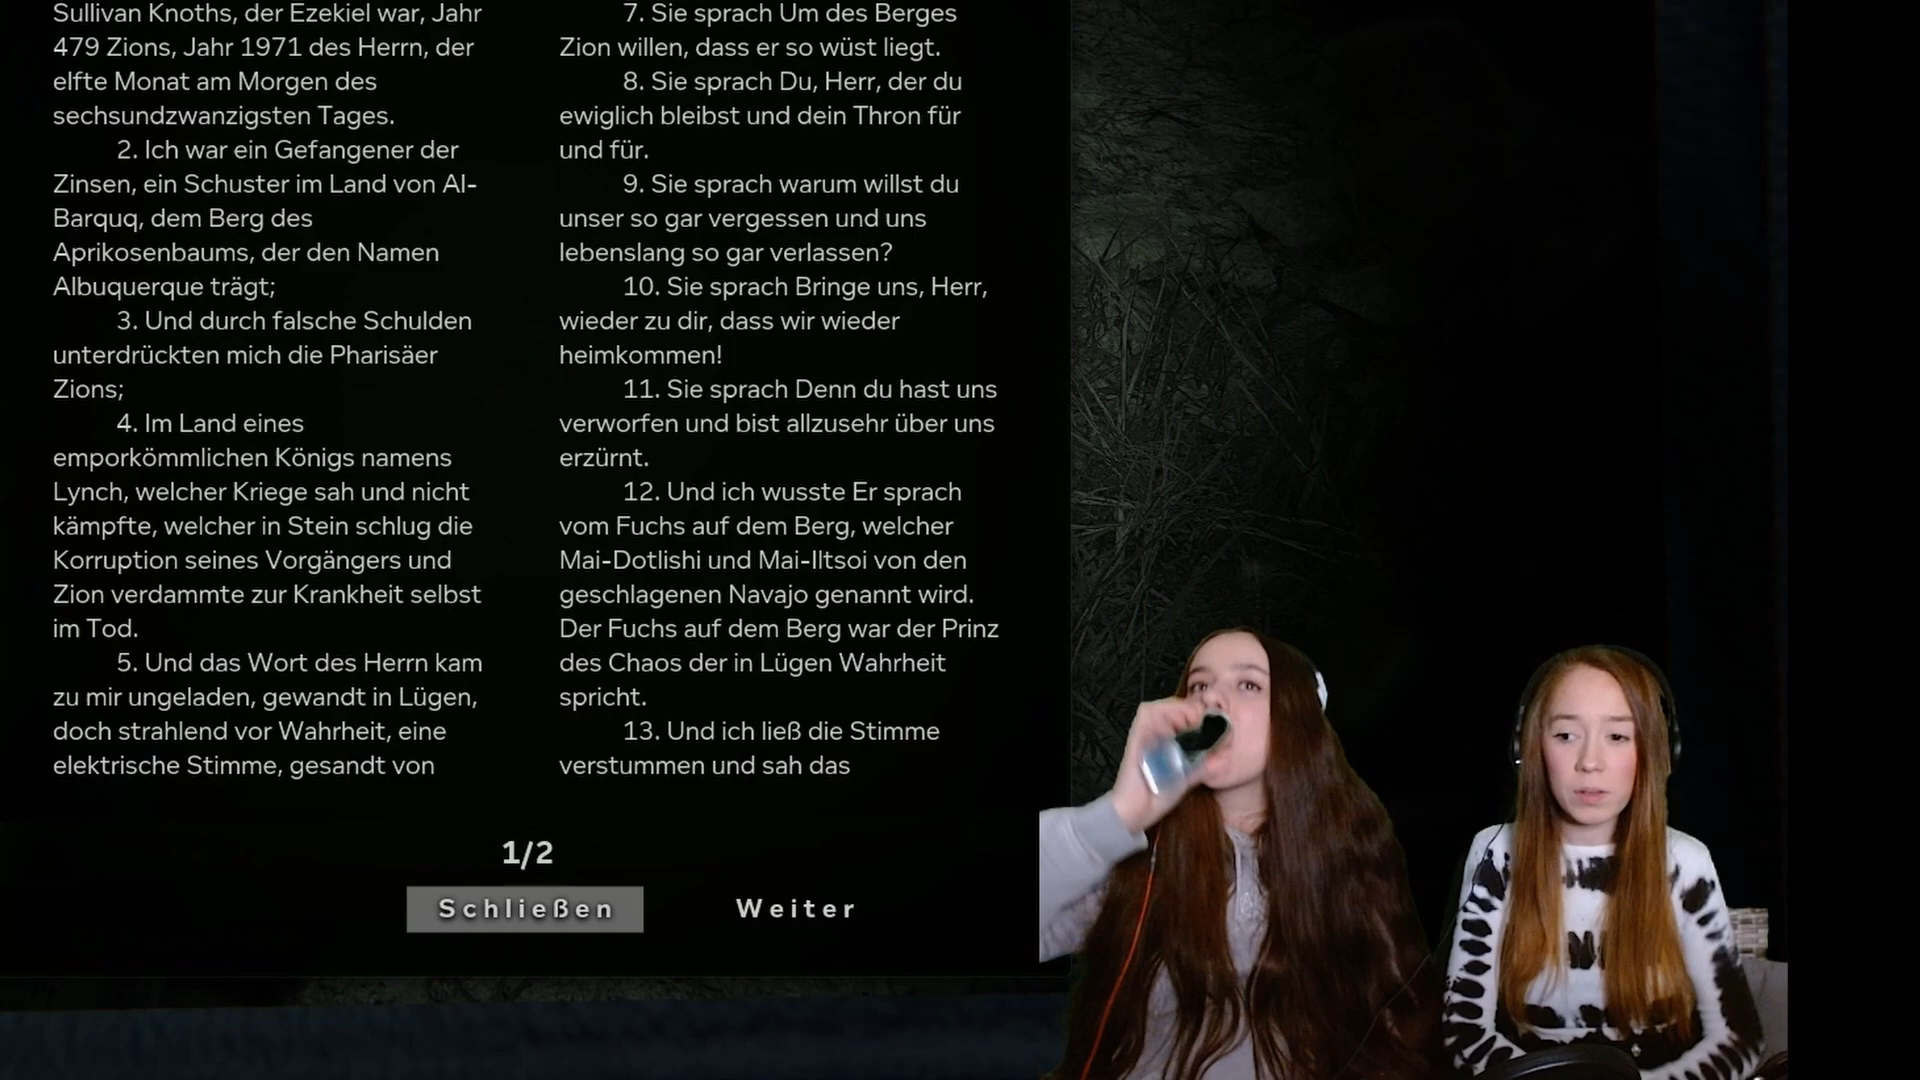 Sullivan Knoths, der Ezekiel war, Jahr
479 Zions, Jahr 1971 des Herrn, der
elfte Monat am Morgen des
sechsundzwanzigsten Tages.
2. Ich war ein Gefangener der
Zinsen, ein Schuster im Land von Al-
Barquq, dem Berg des
Aprikosenbaums, der den Namen
Albuquerque trägt;
3. Und durch falsche Schulden
unterdrückten mich die Pharisäer
Zions;
4. Im Land eines
emporkömmlichen Königs namens
Lynch, welcher Kriege sah und nicht
kämpfte, welcher in Stein schlug die
Korruption seines Vorgängers und
Zion verdammte zur Krankheit selbst
im Tod.
5. Und das Wort des Herrn kam
zu mir ungeladen, gewandt in Lügen,
doch strahlend vor Wahrheit, eine
elektrische Stimme, gesandt von
7. Sie sprach Um des Berges
Zion willen, dass er so wüst liegt.
8. Sie sprach Du, Herr, der du
ewiglich bleibst und dein Thron für
und für.
9. Sie sprach warum willst du
unser so gar vergessen und uns
lebenslang so gar verlassen?
10. Sie sprach Bringe uns, Herr,
wieder zu dir, dass wir wieder
heimkommen!
11. Sie sprach Denn du hast uns
verworfen und bist allzusehr über uns
erzürnt.
12. Und ich wusste Er sprach
vom Fuchs auf dem Berg, welcher
Mai-Dotlishi und Mai-Iltsoi von den
geschlagenen Navajo genannt wird.
Der Fuchs auf dem Berg war der Prinz
des Chaos der in Lügen Wahrheit
spricht.
13. Und ich ließ die Stimme
verstummen und sah das
1/2
Schließen
Weiter